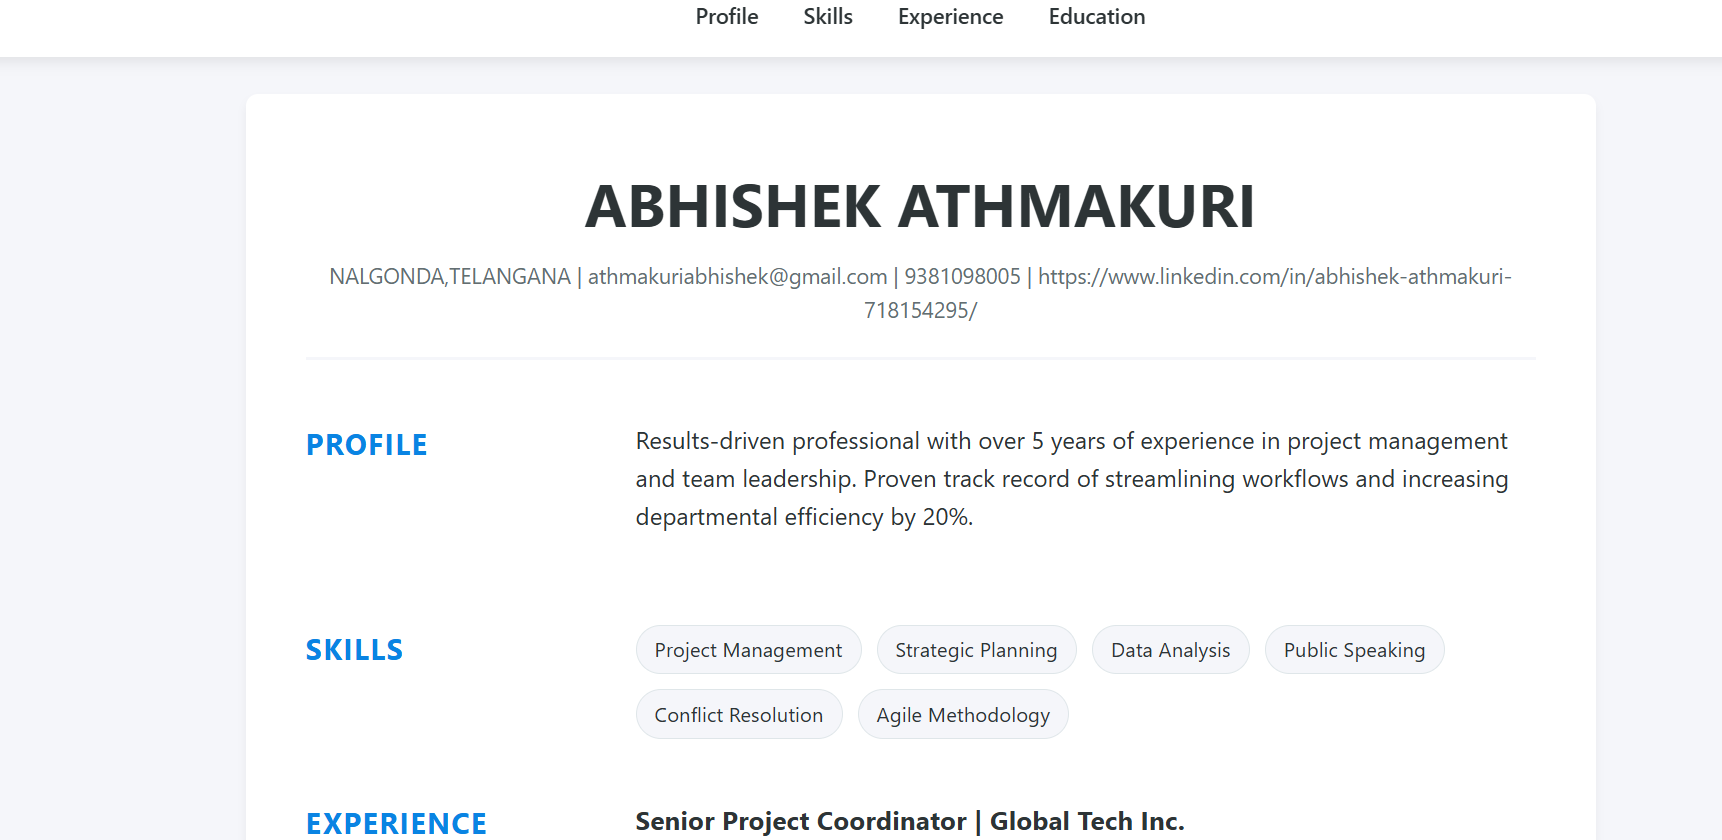 Profile Skills Experience Education
ABHISHEK ATHMAKURI
NALGONDA,TELANGANA | athmakuriabhishek@gmail.com | 9381098005 | https://www.linkedin.com/in/abhishek-athmakuri-
718154295/
PROFILE
Results-driven professional with over 5 years of experience in project management
and team leadership. Proven track record of streamlining workflows and increasing
departmental efficiency by 20%.
SKILLS
Project Management Strategic Planning Data Analysis Public Speaking
Conflict Resolution Agile Methodology
EXPERIENCE
Senior Project Coordinator | Global Tech Inc.